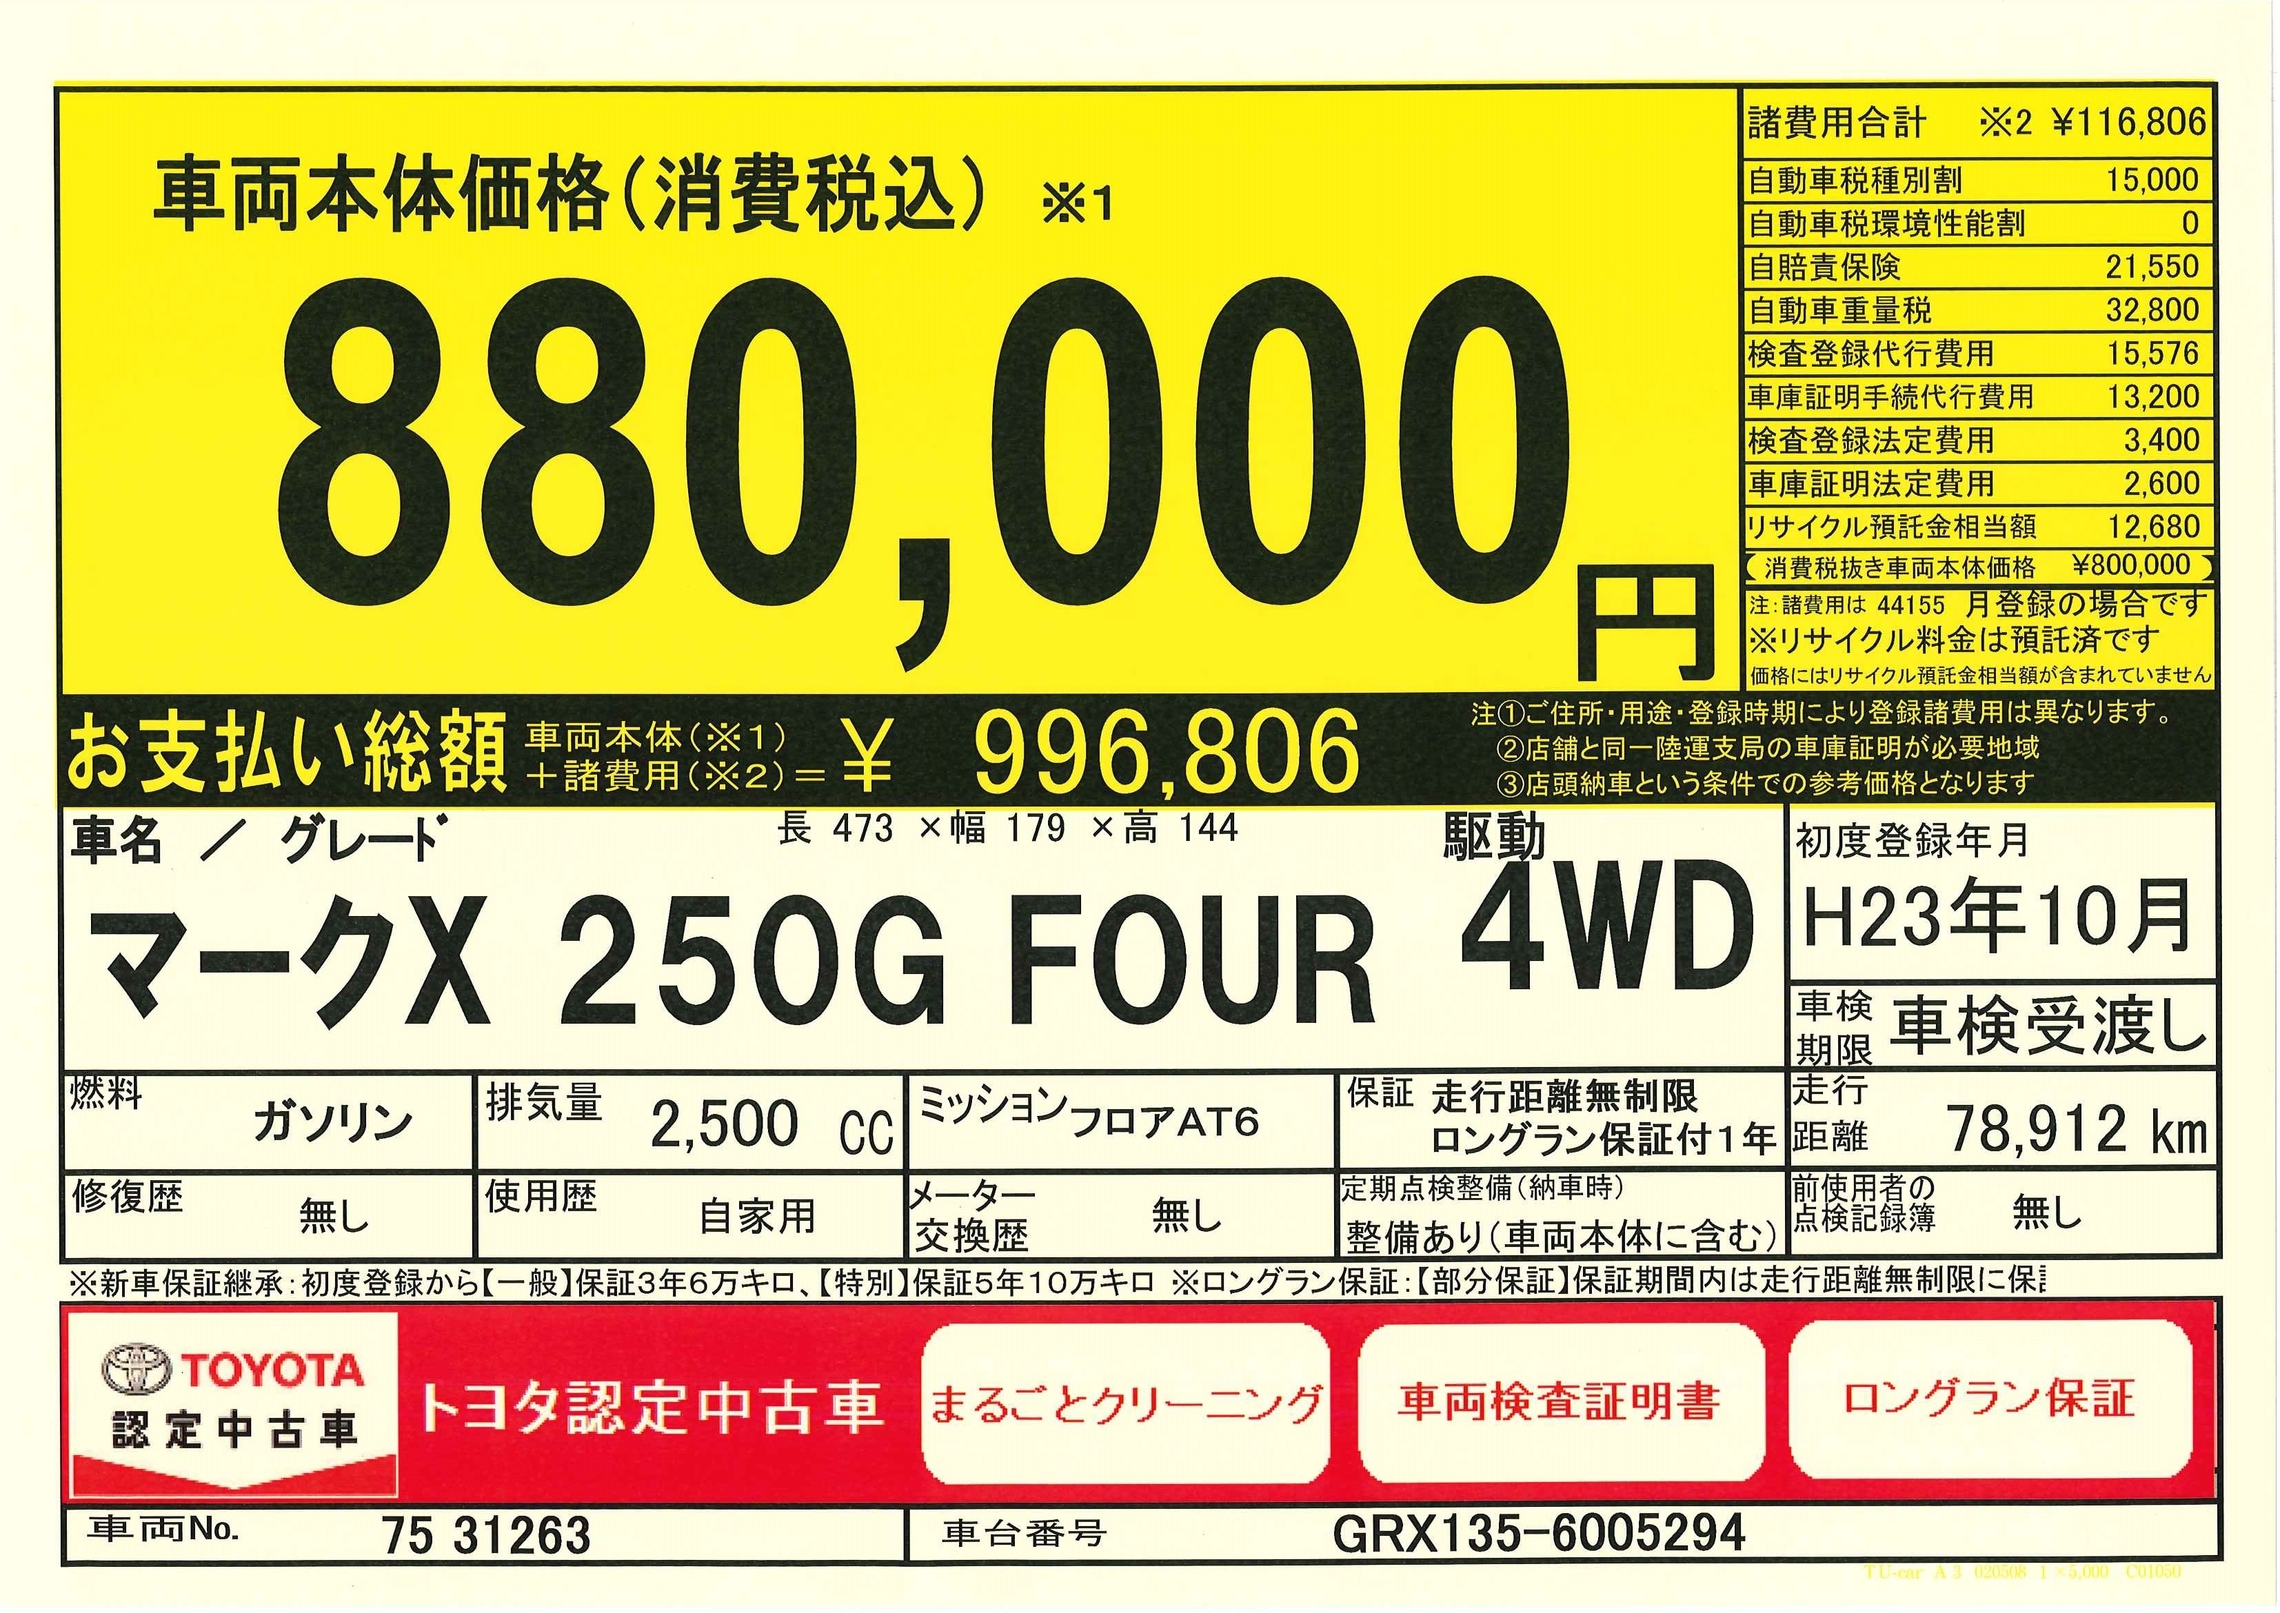 車両本体価格(消費税込) ※1
880,000円
諸費用合計 ※2 ¥116,806
自動車税種別割 15,000
自動車税環境性能割 0
自賠責保険 21,550
自動車重量税 32,800
検査登録代行費用 15,576
車庫証明手続代行費用 13,200
検査登録法定費用 3,400
車庫証明法定費用 2,600
リサイクル預託金相当額 12,680
( 消費税抜き車両本体価格 ¥800,000 )
注:諸費用は 44155 月登録の場合です
※リサイクル料金は預託済です
価格にはリサイクル預託金相当額が含まれていません
お支払い総額 車両本体(※1)
+諸費用(※2)= ¥ 996,806
注①ご住所・用途・登録時期により登録諸費用は異なります。
②店舗と同一陸運支局の車庫証明が必要地域
③店頭納車という条件での参考価格となります
車名 / グレード
長 473 ×幅 179 ×高 144
マークX 250G FOUR
駆動
4WD
初度登録年月
H23年10月
車検
期限 車検受渡し
燃料 ガソリン
排気量 2,500 CC
ミッション フロアAT6
保証 走行距離無制限
ロングラン保証付1年
走行
距離 78,912 km
修復歴 無し
使用歴 自家用
メーター
交換歴 無し
定期点検整備(納車時)
整備あり(車両本体に含む)
前使用者の
点検記録簿 無し
※新車保証継承:初度登録から【一般】保証3年6万キロ、【特別】保証5年10万キロ ※ロングラン保証:【部分保証】保証期間内は走行距離無制限に保証
TOYOTA
認定中古車
トヨタ認定中古車
まるごとクリーニング
車両検査証明書
ロングラン保証
車両No. 75 31263
車台番号 GRX135-6005294
TU-car A3 020508 1×5,000 C01050